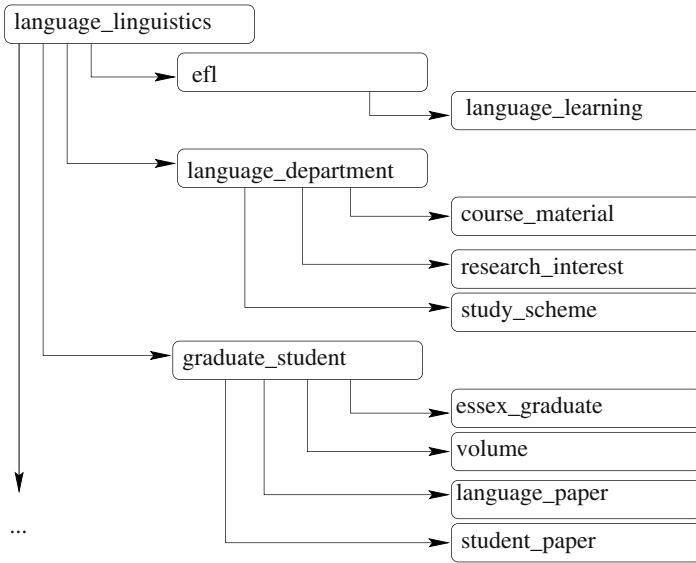 language_linguistics
efl
language_learning
language_department
course_material
research_interest
study_scheme
graduate_student
essex_graduate
volume
language_paper
student_paper
...